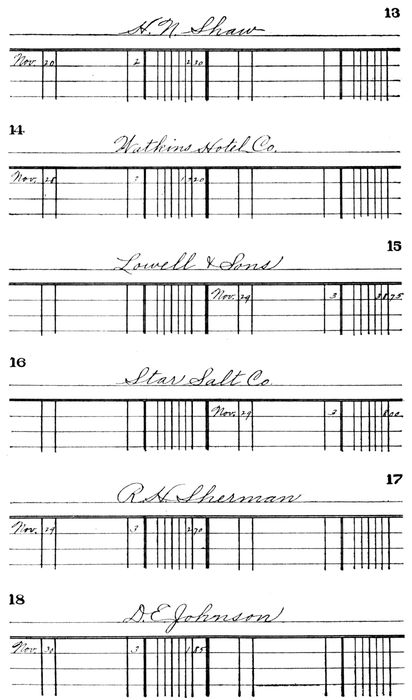 13
H. N. Shaw
Nov. 20 2 2 30
14
Watkins Hotel Co.
Nov. 28 1 20
15
Lowell & Sons
Nov. 29 3 38 75
16
Star Salt Co
Nov. 29 3 8 00
17
R H Sherman
Nov. 29 3 2 70
18
D. E. Johnson
Nov. 30 3 1 85